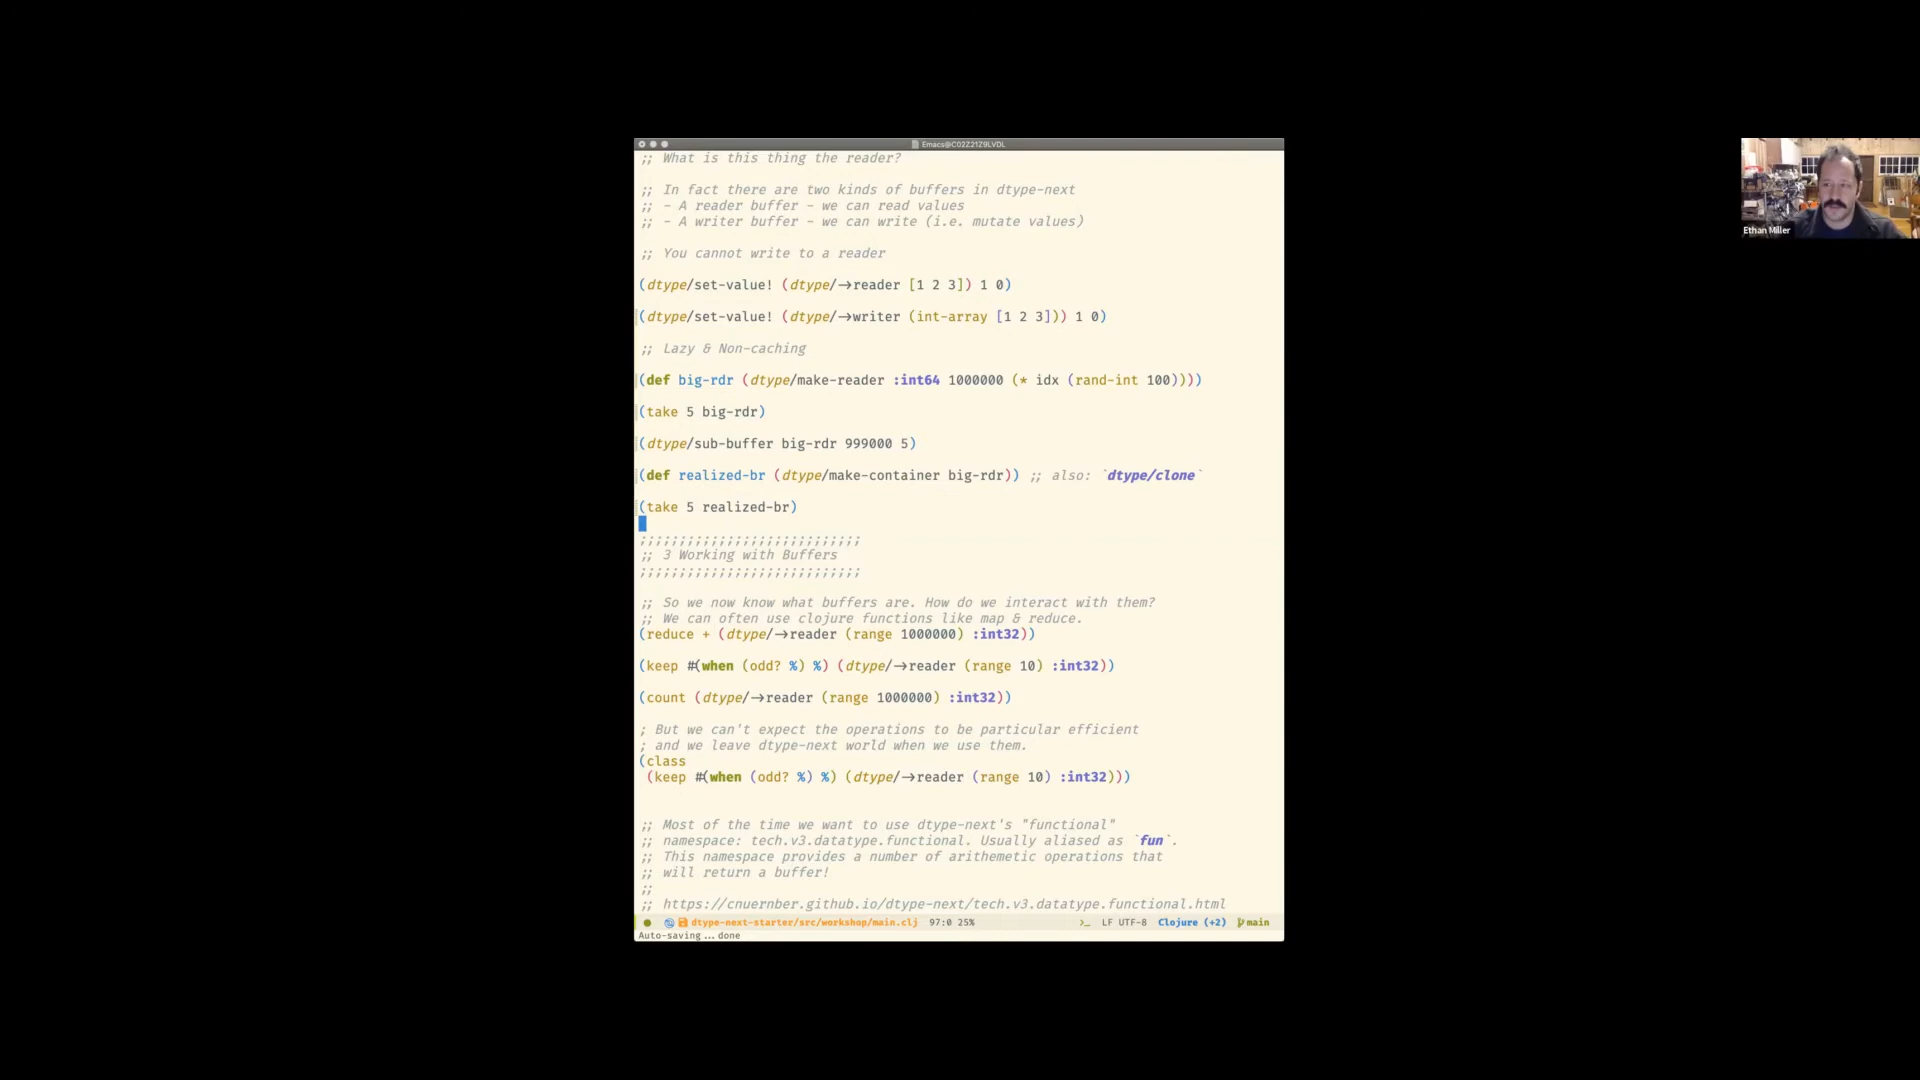 Emacs@C02Z21Z9LVDL
;; What is this thing the reader?
;; In fact there are two kinds of buffers in dtype-next
;; - A reader buffer - we can read values
;; - A writer buffer - we can write (i.e. mutate values)
;; You cannot write to a reader
(dtype/set-value! (dtype/->reader [1 2 3]) 1 0)
(dtype/set-value! (dtype/->writer (int-array [1 2 3])) 1 0)
;; Lazy & Non-caching
(def big-rdr (dtype/make-reader :int64 1000000 (* idx (rand-int 100))))
(take 5 big-rdr)
(dtype/sub-buffer big-rdr 999000 5)
(def realized-br (dtype/make-container big-rdr)) ;; also: `dtype/clone`
(take 5 realized-br)
;;;;;;;;;;;;;;;;;;;;;;;;;;;;
;; 3 Working with Buffers
;;;;;;;;;;;;;;;;;;;;;;;;;;;;
;; So we now know what buffers are. How do we interact with them?
;; We can often use clojure functions like map & reduce.
(reduce + (dtype/->reader (range 1000000) :int32))
(keep #(when (odd? %) %) (dtype/->reader (range 10) :int32))
(count (dtype/->reader (range 1000000) :int32))
; But we can't expect the operations to be particular efficient
; and we leave dtype-next world when we use them.
(class
(keep #(when (odd? %) %) (dtype/->reader (range 10) :int32)))
;; Most of the time we want to use dtype-next's "functional"
;; namespace: tech.v3.datatype.functional. Usually aliased as `fun`.
;; This namespace provides a number of arithemetic operations that
;; will return a buffer!
;;
;; https://cnuernber.github.io/dtype-next/tech.v3.datatype.functional.html
dtype-next-starter/src/workshop/main.clj 97:0 25% >_ LF UTF-8 Clojure (+2) main
Auto-saving...done
Ethan Miller